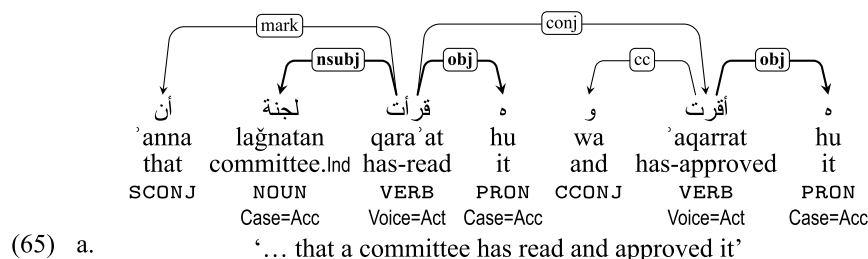 mark conj
nsubj obj cc obj
أن لجنة قرأت ه و أقرت ه
ʾanna laǧnatan qaraʾat hu wa ʾaqarrat hu
that committee.Ind has-read it and has-approved it
SCONJ NOUN VERB PRON CCONJ VERB PRON
Case=Acc Voice=Act Case=Acc Voice=Act Case=Acc
(65) a. ‘… that a committee has read and approved it’